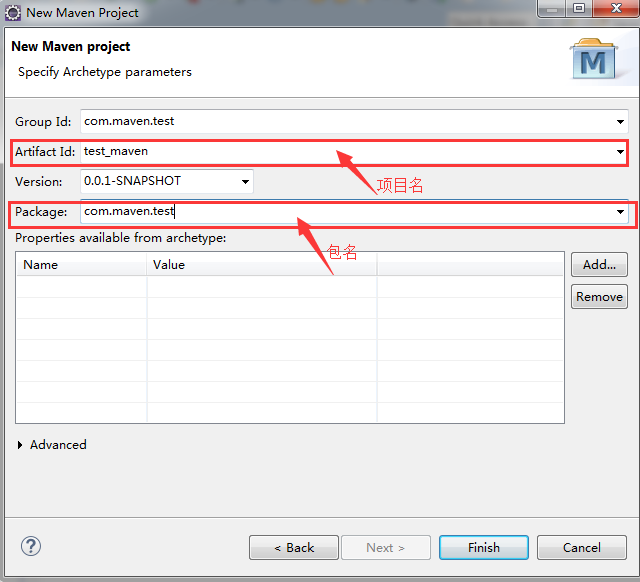 New Maven Project
New Maven project
Specify Archetype parameters
M
Group Id: com.maven.test
Artifact Id: test_maven
Version: 0.0.1-SNAPSHOT
项目名
Package: com.maven.test
包名
Properties available from archetype:
Name Value
Add...
Remove
Advanced
?
< Back Next > Finish Cancel